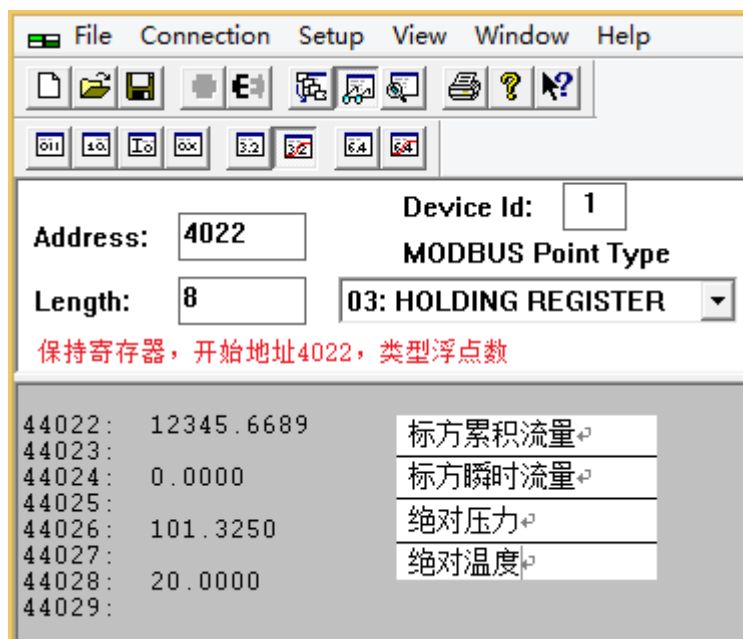 File Connection Setup View Window Help
Address: 4022
Device Id: 1
MODBUS Point Type
Length: 8
03: HOLDING REGISTER
保持寄存器，开始地址4022，类型浮点数
44022: 12345.6689 标方累积流量
44023:
44024: 0.0000 标方瞬时流量
44025:
44026: 101.3250 绝对压力
44027:
44028: 20.0000 绝对温度
44029: